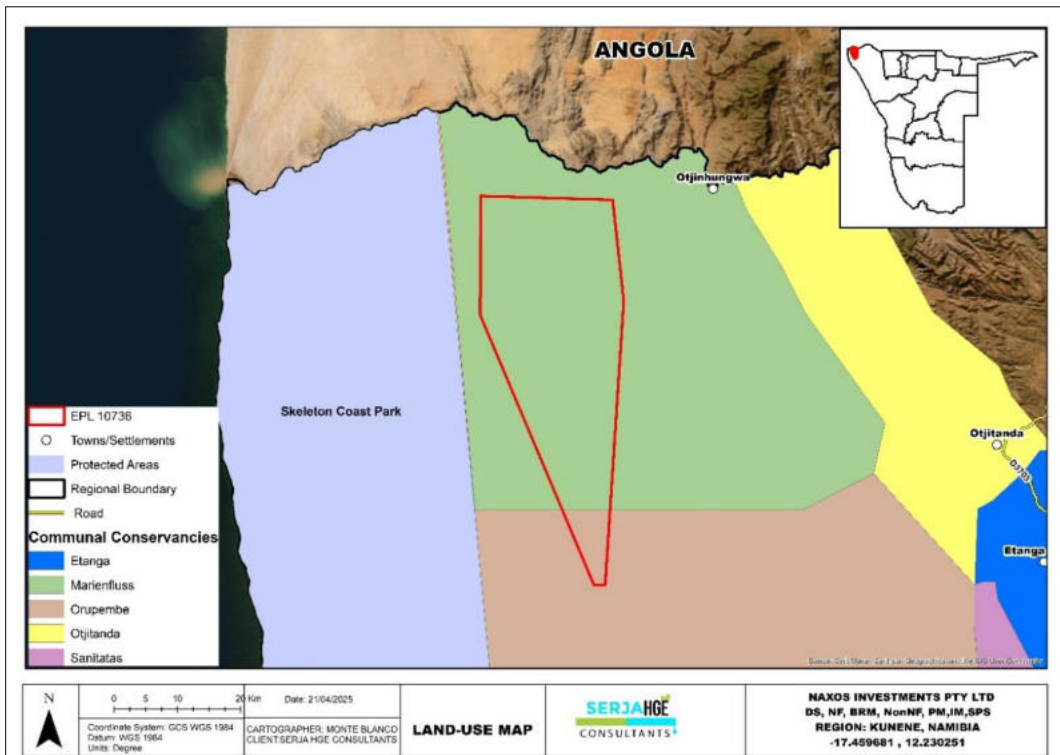 ANGOLA
Otjinhungwa
Skeleton Coast Park
Otjitanda
D3703
Etanga
EPL 10736
Towns/Settlements
Protected Areas
Regional Boundary
Road
Communal Conservancies
Etanga
Marienfluss
Orupembe
Otjitanda
Sanitatas
N
0 5 10 20 Km
Date: 21/04/2025
Coordinate System: GCS WGS 1984
Datum: WGS 1984
Units: Degree
CARTOGRAPHER: MONTE BLANCO
CLIENT:SERJA HGE CONSULTANTS
LAND-USE MAP
SERJA HGE
CONSULTANTS
NAXOS INVESTMENTS PTY LTD
DS, NF, BRM, NonNF, PM,IM,SPS
REGION: KUNENE, NAMIBIA
-17.459681 , 12.230251